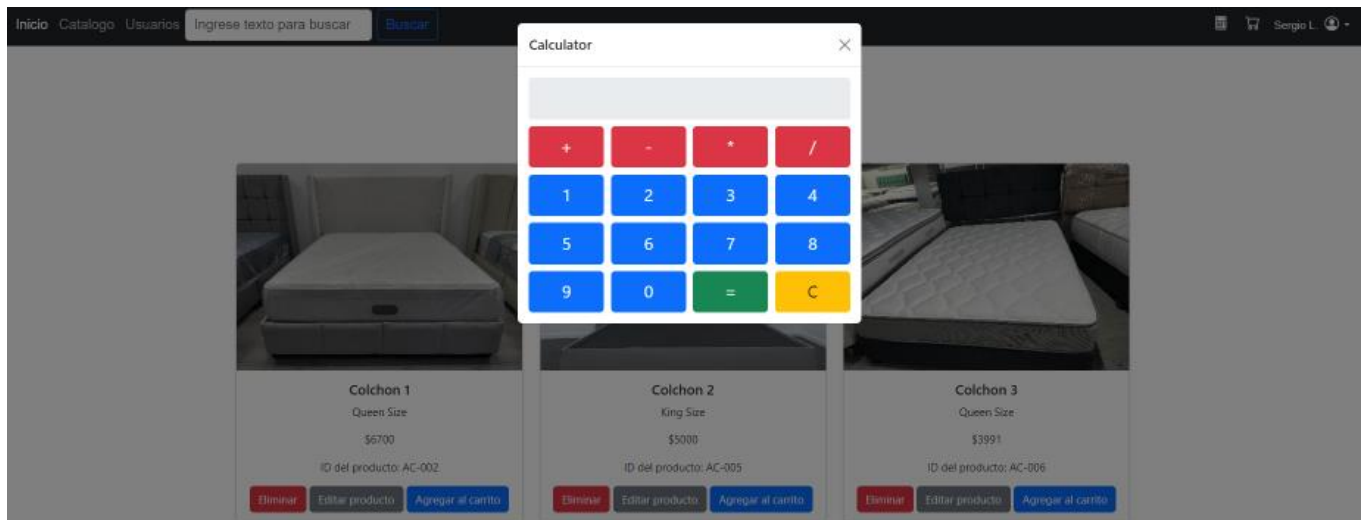 Inicio Catalogo Usuarios Ingrese texto para buscar Buscar Sergio L.
Calculator
+ - * /
1 2 3 4
5 6 7 8
9 0 = C
Colchon 1 Colchon 2 Colchon 3
Queen Size King Size Queen Size
$6700 $5000 $3991
ID del producto: AC-002 ID del producto: AC-005 ID del producto: AC-006
Eliminar Editar producto Agregar al carrito Eliminar Editar producto Agregar al carrito Eliminar Editar producto Agregar al carrito